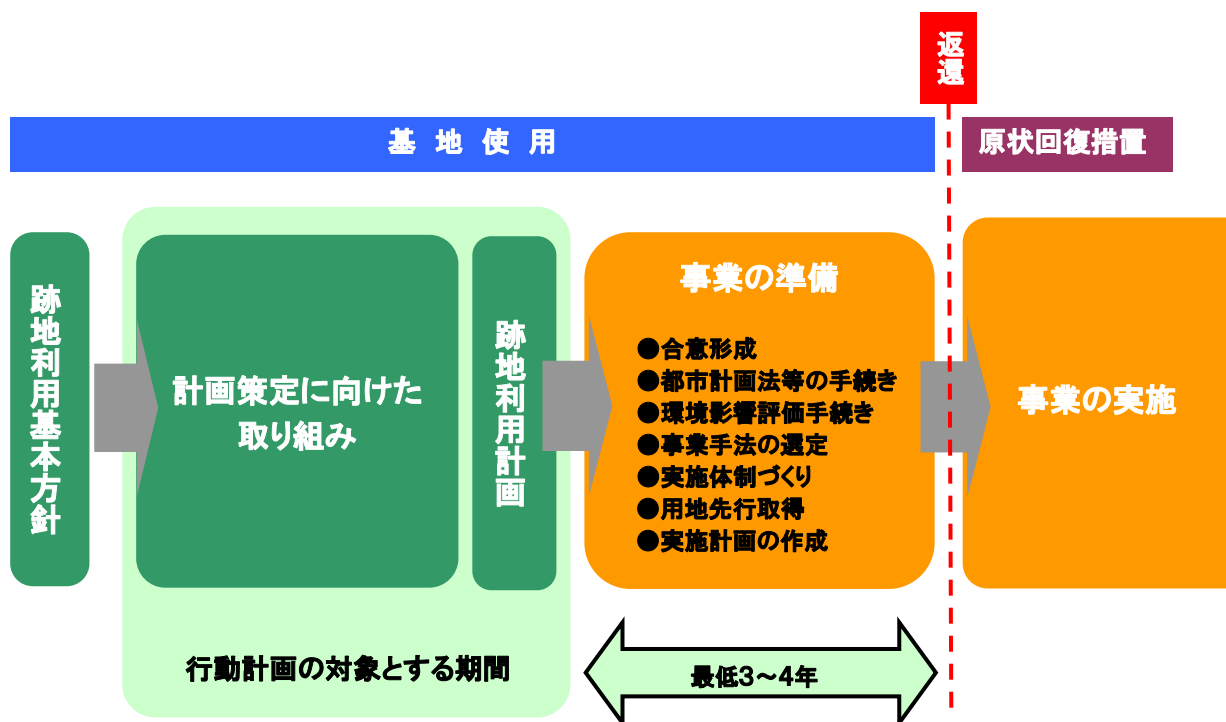 返還
基地使用
原状回復措置
跡地利用基本方針
計画策定に向けた
取り組み
跡地利用計画
行動計画の対象とする期間
事業の準備
●合意形成
●都市計画法等の手続き
●環境影響評価手続き
●事業手法の選定
●実施体制づくり
●用地先行取得
●実施計画の作成
最低3～4年
事業の実施